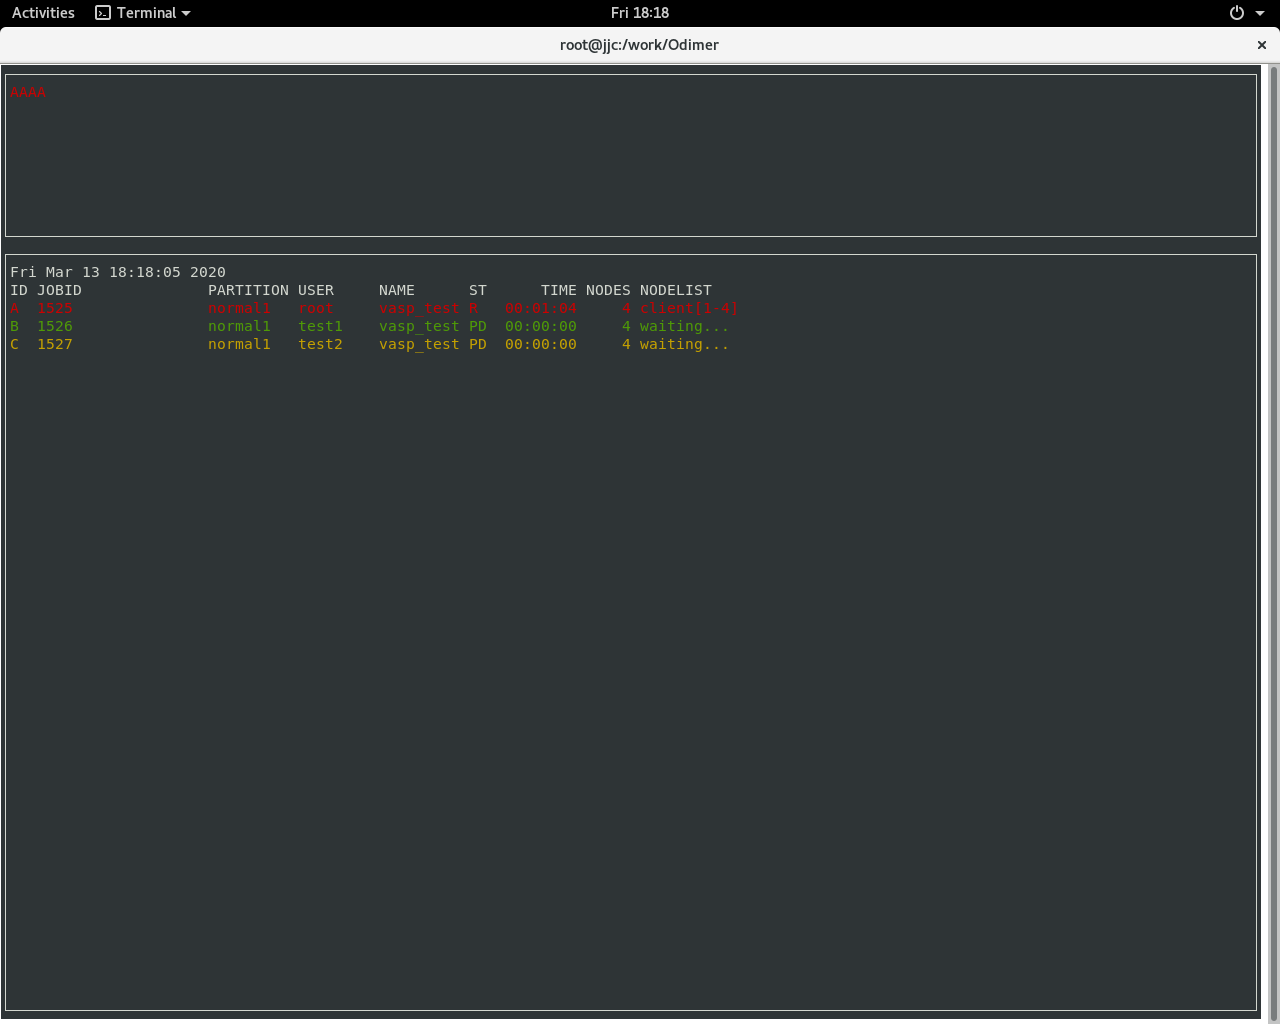 Activities Terminal Fri 18:18
root@jjc:/work/Odimer ×
AAAA
Fri Mar 13 18:18:05 2020
ID JOBID PARTITION USER NAME ST TIME NODES NODELIST
A 1525 normal1 root vasp_test R 00:01:04 4 client[1-4]
B 1526 normal1 test1 vasp_test PD 00:00:00 4 waiting...
C 1527 normal1 test2 vasp_test PD 00:00:00 4 waiting...